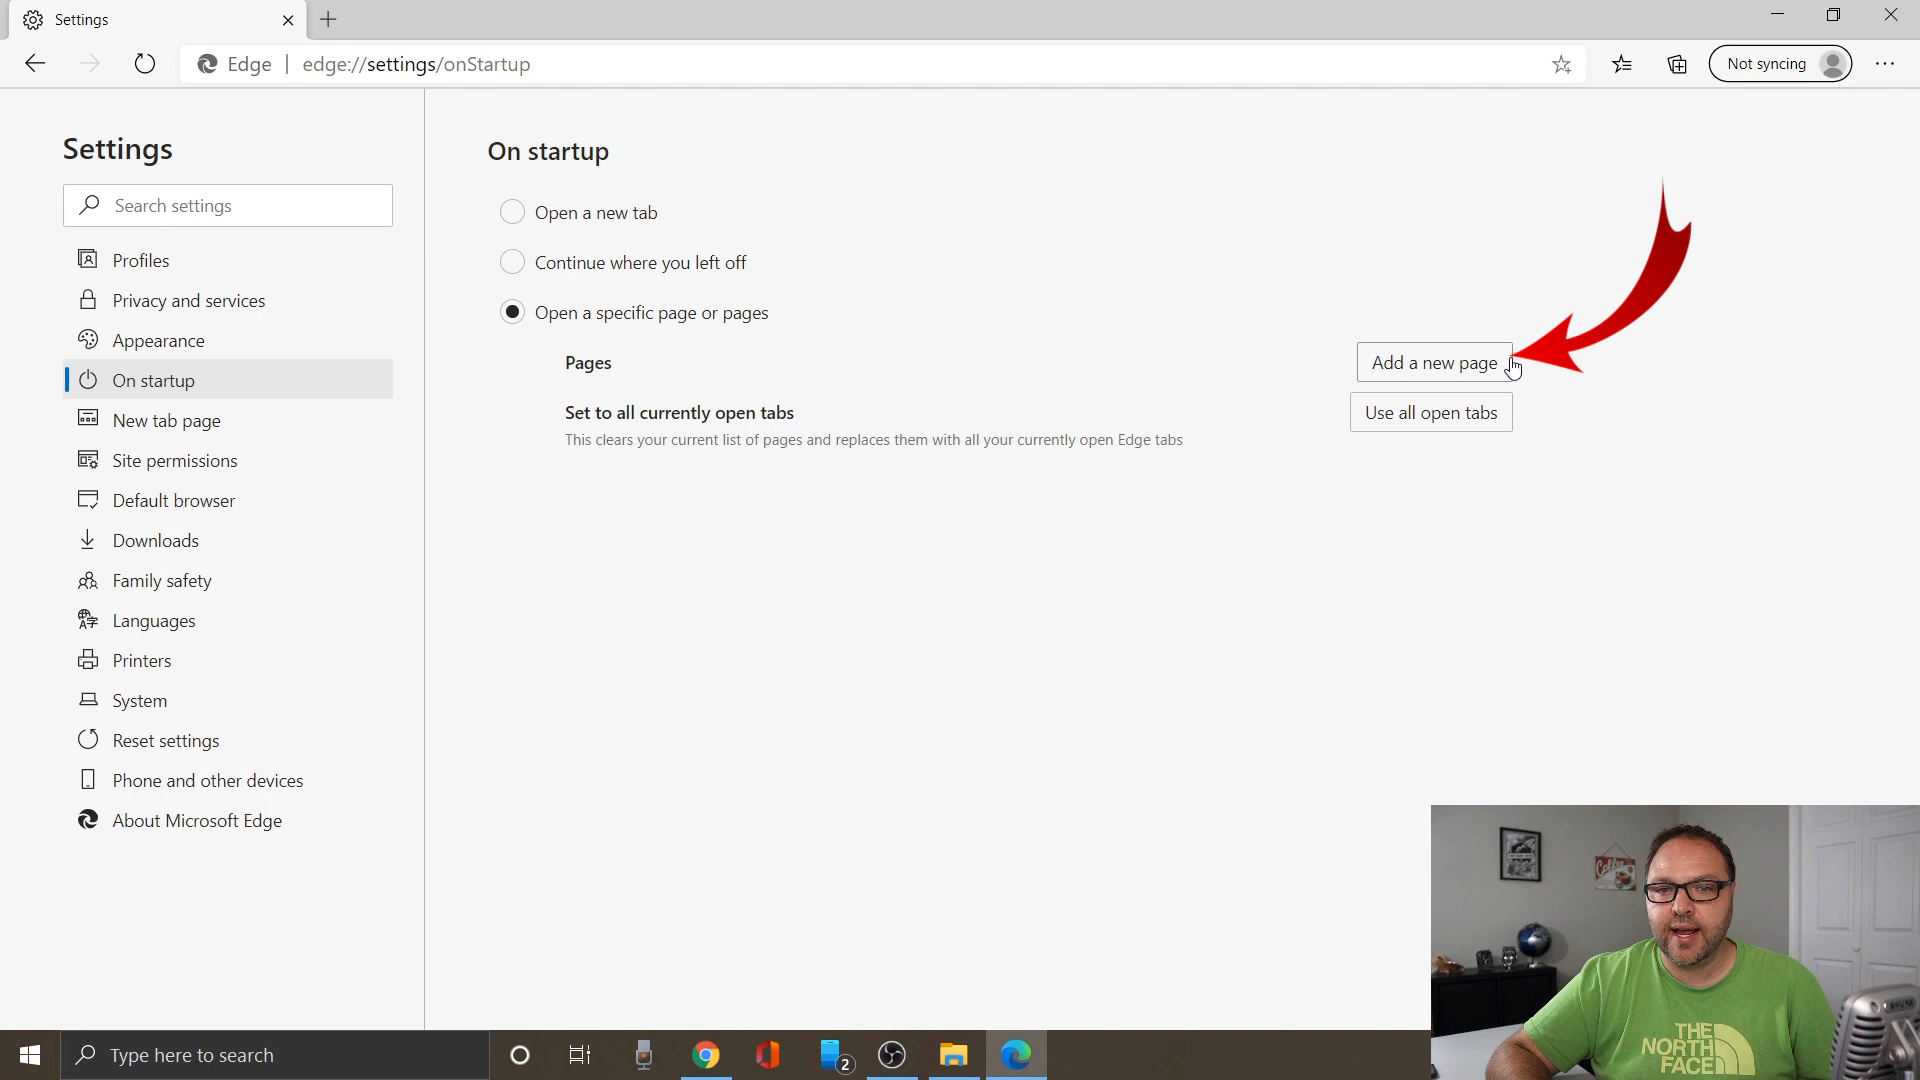 Settings
Edge | edge://settings/onStartup
Not syncing
Settings
Search settings
Profiles
Privacy and services
Appearance
On startup
New tab page
Site permissions
Default browser
Downloads
Family safety
Languages
Printers
System
Reset settings
Phone and other devices
About Microsoft Edge
On startup
Open a new tab
Continue where you left off
Open a specific page or pages
Pages
Add a new page
Set to all currently open tabs
This clears your current list of pages and replaces them with all your currently open Edge tabs
Use all open tabs
Coffee
THE
NORTH
FACE
Type here to search
2